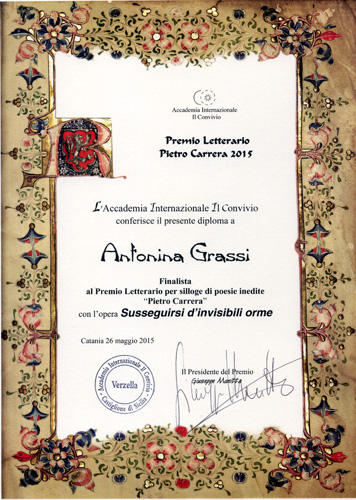 Accademia Internazionale
Il Convivio
Premio Letterario
Pietro Carrera 2015
L'Accademia Internazionale Il Convivio
conferisce il presente diploma a
Antonina Grassi
Finalista
al Premio Letterario per silloge di poesie inedite
"Pietro Carrera"
con l'opera Susseguirsi d'invisibili orme
Catania 26 maggio 2015
Il Presidente del Premio
Giuseppe Manitta
Accademia Internazionale Il Convivio
Verzella
Castiglione di Sicilia